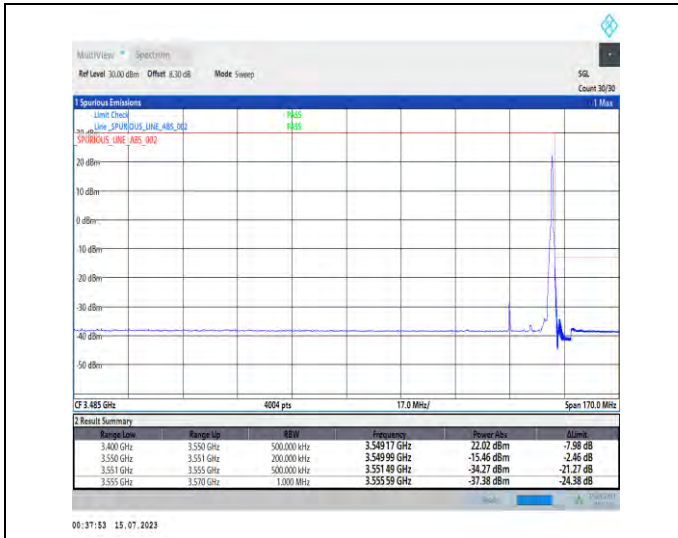 MultiView Spectrum
Ref Level 30.00 dBm Offset 8.30 dB Mode Sweep SGL
Count 30/30
1 Spurious Emissions 1 Max
Limit Check PASS
Line _SPURIOUS_LINE_ABS_002 PASS
_SPURIOUS_LINE_ABS_002
20 dBm
10 dBm
0 dBm
-10 dBm
-20 dBm
-30 dBm
-40 dBm
-50 dBm
CF 3.485 GHz 4004 pts 17.0 MHz/ Span 170.0 MHz
2 Result Summary
Range Low Range Up RBW Frequency Power Abs ΔLimit
3.400 GHz 3.550 GHz 500.000 kHz 3.549 17 GHz 22.02 dBm -7.98 dB
3.550 GHz 3.551 GHz 200.000 kHz 3.549 99 GHz -15.46 dBm -2.46 dB
3.551 GHz 3.555 GHz 500.000 kHz 3.551 49 GHz -34.27 dBm -21.27 dB
3.555 GHz 3.570 GHz 1.000 MHz 3.555 59 GHz -37.38 dBm -24.38 dB
00:37:53 15.07.2023